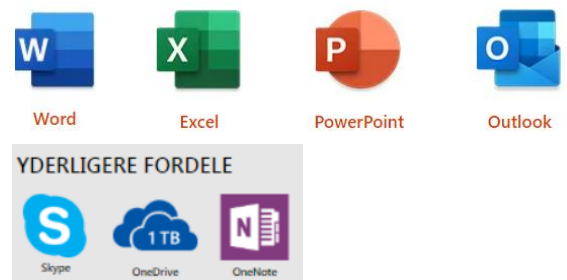 W X P O
Word Excel PowerPoint Outlook
YDERLIGERE FORDELE
S 1 TB N
Skype OneDrive OneNote